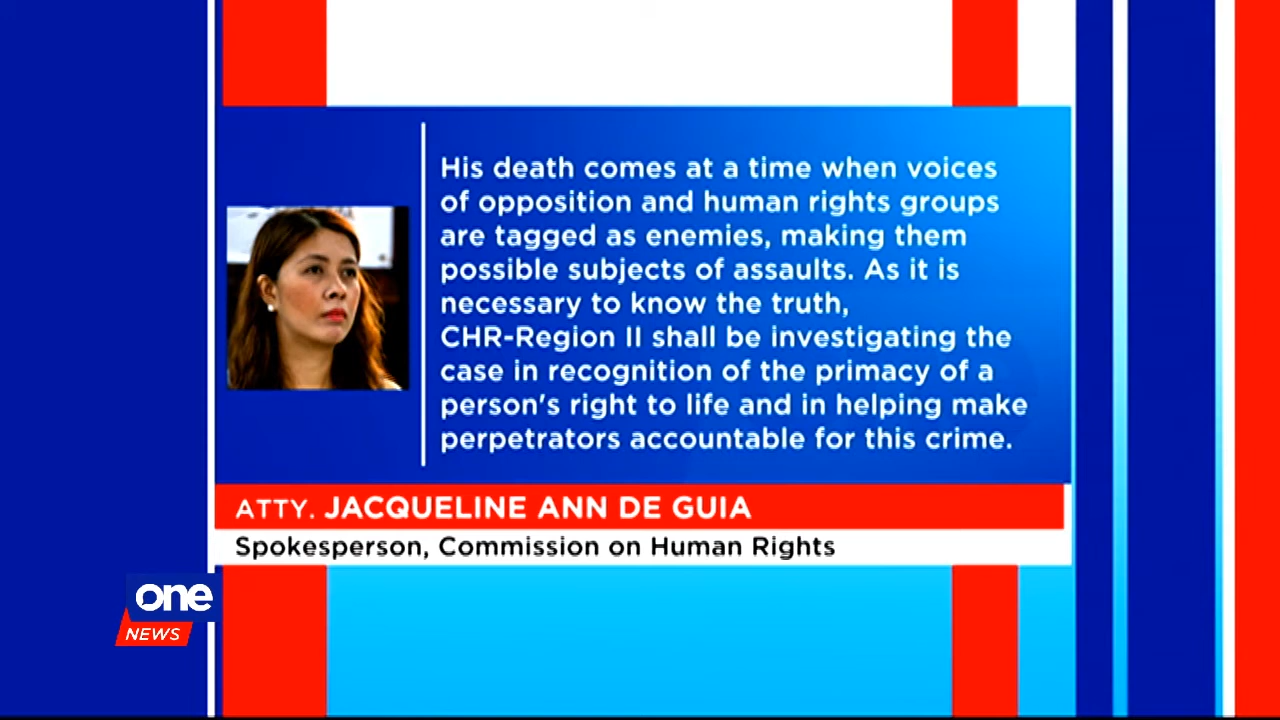 His death comes at a time when voices
of opposition and human rights groups
are tagged as enemies, making them
possible subjects of assaults. As it is
necessary to know the truth,
CHR-Region II shall be investigating the
case in recognition of the primacy of a
person's right to life and in helping make
perpetrators accountable for this crime.
ATTY. JACQUELINE ANN DE GUIA
Spokesperson, Commission on Human Rights
one
NEWS